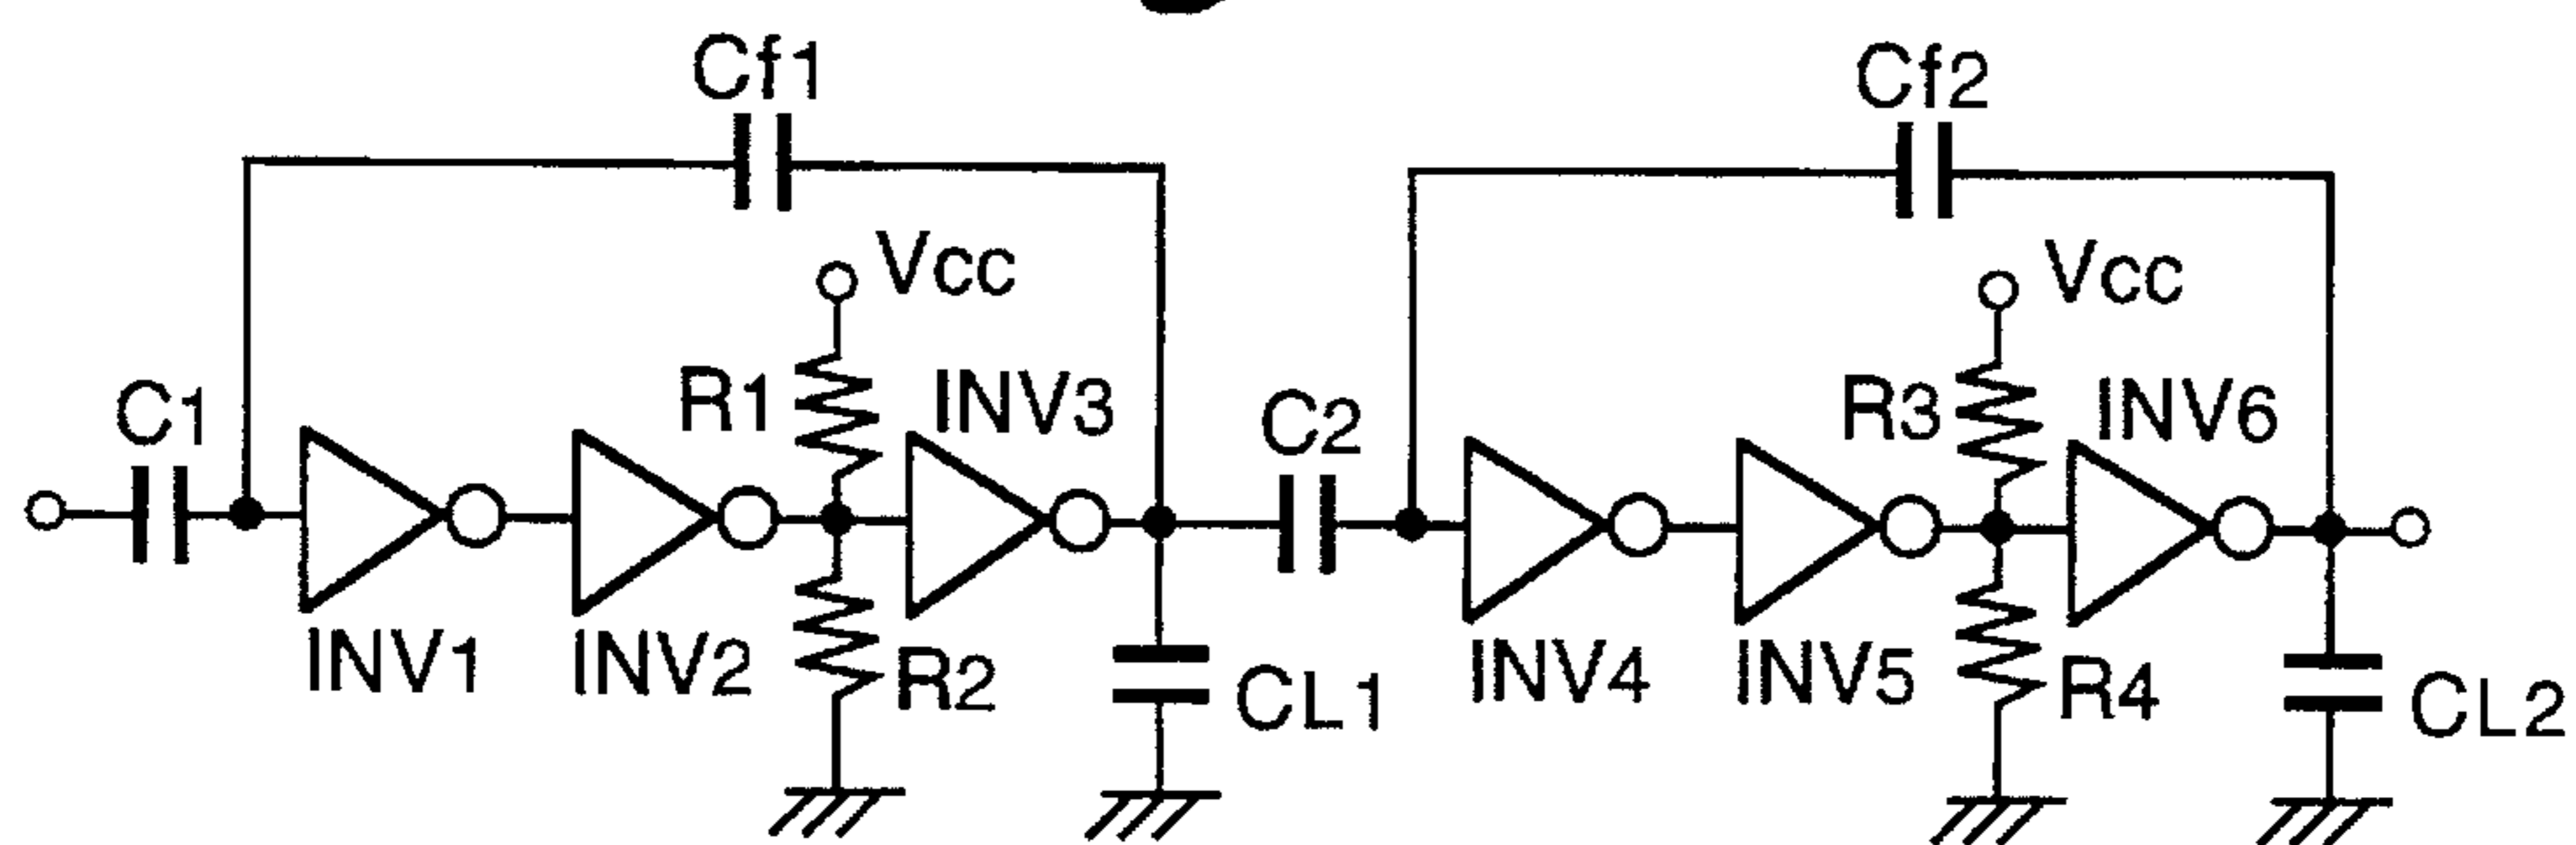 Cf1
Cf2
Vcc
Vcc
C1
R1
INV3
C2
R3
INV6
INV1
INV2
R2
CL1
INV4
INV5
R4
CL2